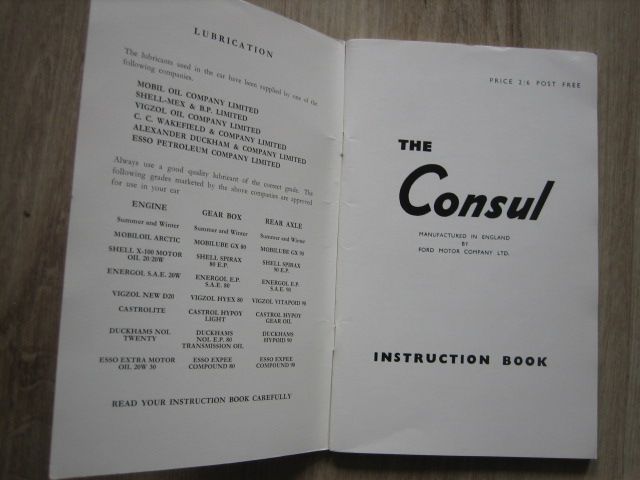 LUBRICATION
The lubricants used in the car have been supplied by one of the
following companies.
MOBIL OIL COMPANY LIMITED
SHELL-MEX & B.P. LIMITED
VIGZOL OIL COMPANY LIMITED
C. C. WAKEFIELD & COMPANY LIMITED
ALEXANDER DUCKHAM & COMPANY LIMITED
ESSO PETROLEUM COMPANY LIMITED
Always use a good quality lubricant of the correct grade. The
following grades marketed by the above companies are approved
for use in your car
ENGINE GEAR BOX REAR AXLE
Summer and Winter Summer and Winter Summer and Winter
MOBILOIL ARCTIC MOBILUBE GX 80 MOBILUBE GX 90
SHELL X-100 MOTOR SHELL SPIRAX SHELL SPIRAX
OIL 20/20W 80 E.P. 90 E.P.
ENERGOL S.A.E. 20W ENERGOL E.P. ENERGOL E.P.
S.A.E. 80 S.A.E. 90
VIGZOL NEW D20 VIGZOL HYEX 80 VIGZOL VITAPOID 90
CASTROLITE CASTROL HYPOY CASTROL HYPOY
LIGHT GEAR OIL
DUCKHAMS NOL DUCKHAMS DUCKHAMS
TWENTY NOL E.P. 80 HYPOID 90
TRANSMISSION OIL
ESSO EXTRA MOTOR ESSO EXPEE ESSO EXPEE
OIL 20W 30 COMPOUND 80 COMPOUND 90
READ YOUR INSTRUCTION BOOK CAREFULLY
PRICE 2/6 POST FREE
THE
Consul
MANUFACTURED IN ENGLAND
BY
FORD MOTOR COMPANY LTD.
INSTRUCTION BOOK